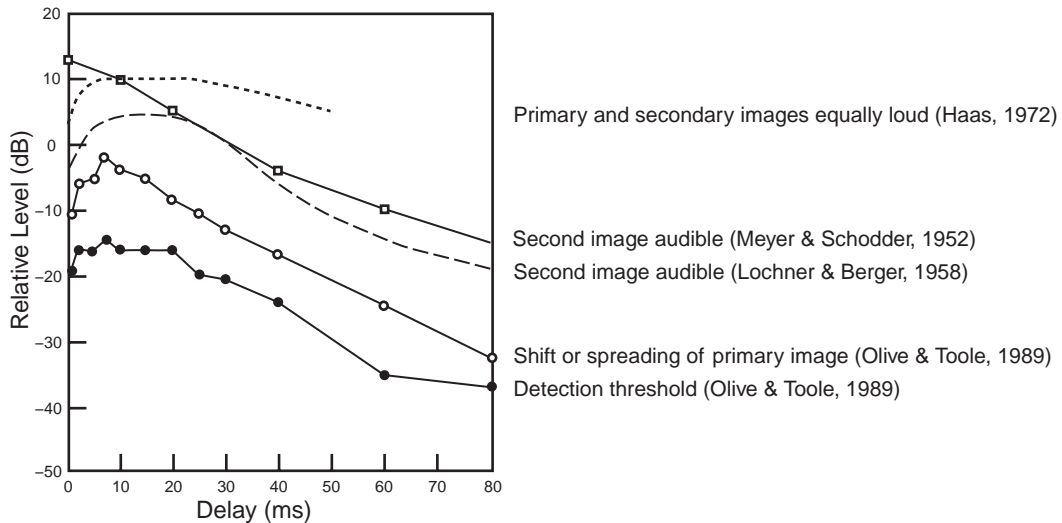 20
10
0
–10
–20
–30
–40
–50
Relative Level (dB)
0 10 20 30 40 50 60 70 80
Delay (ms)
Primary and secondary images equally loud (Haas, 1972)
Second image audible (Meyer & Schodder, 1952)
Second image audible (Lochner & Berger, 1958)
Shift or spreading of primary image (Olive & Toole, 1989)
Detection threshold (Olive & Toole, 1989)